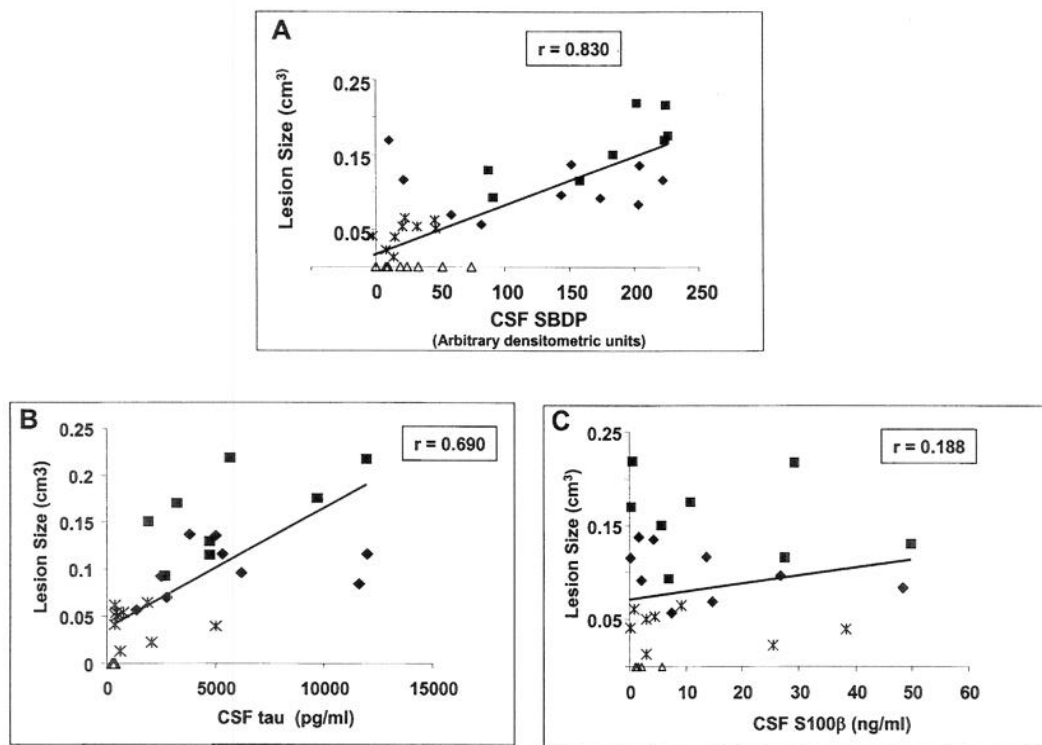 A
r = 0.830
Lesion Size (cm³)
0.25
0.15
0.05
0 50 100 150 200 250
CSF SBDP
(Arbitrary densitometric units)
B
r = 0.690
Lesion Size (cm3)
0.25
0.2
0.15
0.1
0.05
0
0 5000 10000 15000
CSF tau (pg/ml)
C
r = 0.188
Lesion Size (cm³)
0.25
0.15
0.05
0 10 20 30 40 50 60
CSF S100β (ng/ml)